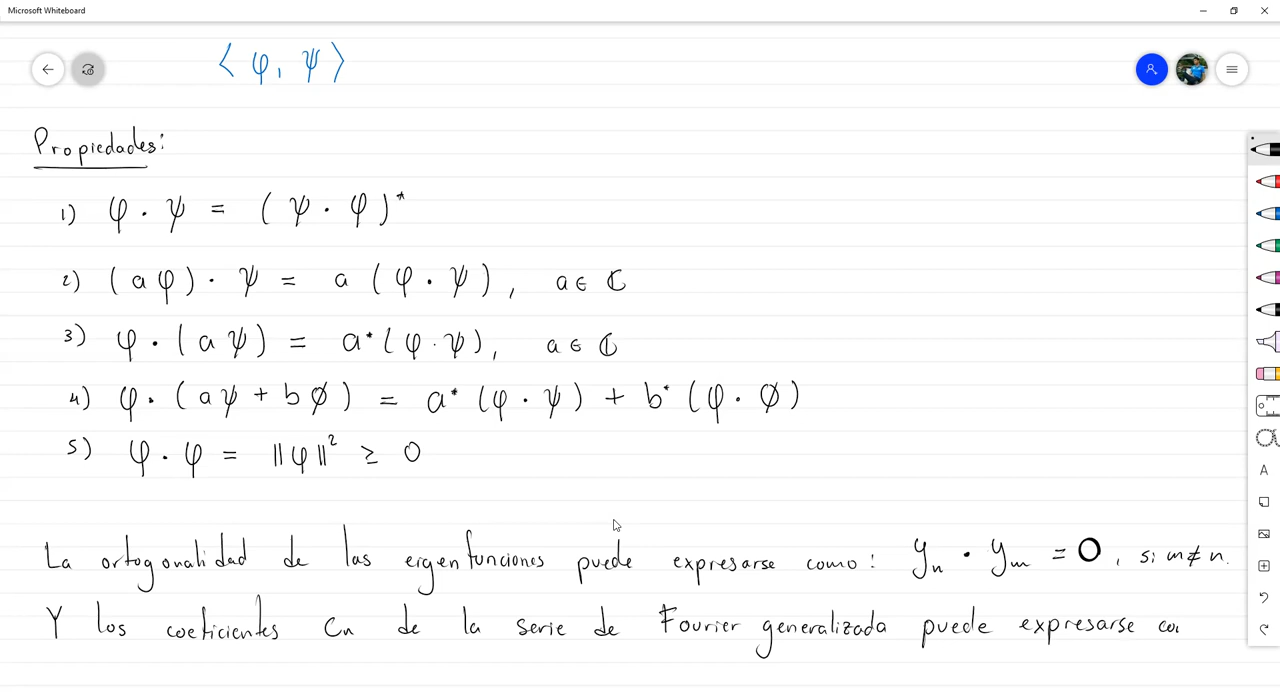 Microsoft Whiteboard
⟨ φ, ψ ⟩
Propiedades:
1) φ · ψ = ( ψ · φ )*
2) ( a φ ) · ψ = a ( φ · ψ ), a ∈ ℂ
3) φ · ( a ψ ) = a* ( φ · ψ ), a ∈ ℂ
4) φ · ( a ψ + b ∅ ) = a* ( φ · ψ ) + b* ( φ · ∅ )
5) φ · φ = ‖φ‖² ≥ 0
La ortogonalidad de las eigenfunciones puede expresarse como: yₙ · yₘ = 0, si m ≠ n.
Y los coeficientes Cn de la serie de Fourier generalizada puede expresarse co
A